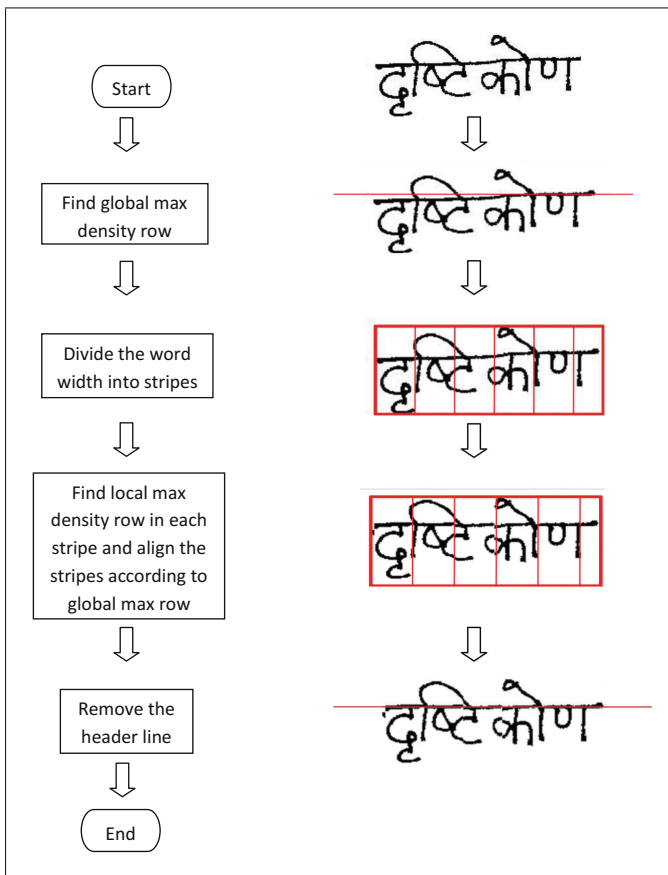 Start
दृष्टिकोण
Find global max
density row
दृष्टिकोण
Divide the word
width into stripes
दृष्टिकोण
Find local max
density row in each
stripe and align the
stripes according to
global max row
दृष्टिकोण
Remove the
header line
दृष्टिकोण
End